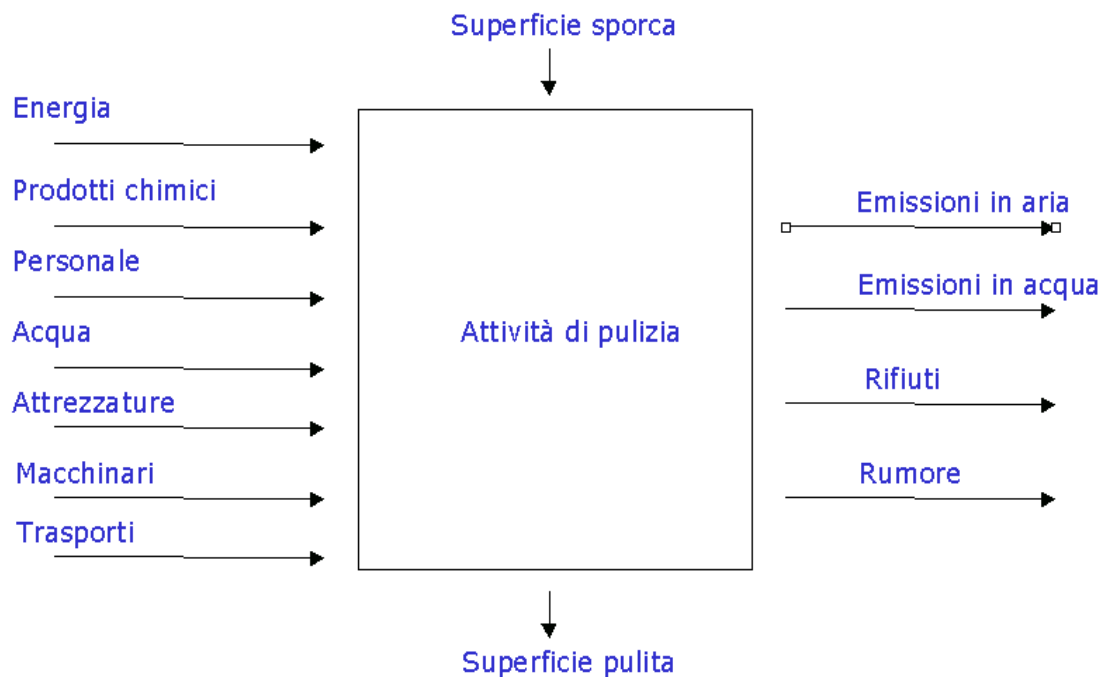 Superficie sporca
Energia
Prodotti chimici
Personale
Acqua
Attrezzature
Macchinari
Trasporti
Attività di pulizia
Emissioni in aria
Emissioni in acqua
Rifiuti
Rumore
Superficie pulita